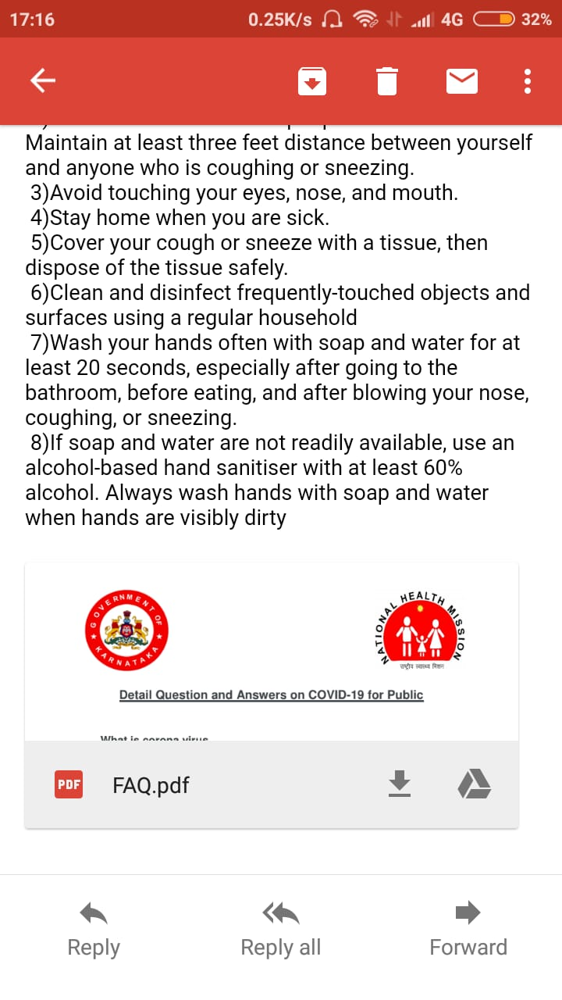 17:16 0.25K/s 4G 32%
Maintain at least three feet distance between yourself
and anyone who is coughing or sneezing.
3)Avoid touching your eyes, nose, and mouth.
4)Stay home when you are sick.
5)Cover your cough or sneeze with a tissue, then
dispose of the tissue safely.
6)Clean and disinfect frequently-touched objects and
surfaces using a regular household
7)Wash your hands often with soap and water for at
least 20 seconds, especially after going to the
bathroom, before eating, and after blowing your nose,
coughing, or sneezing.
8)If soap and water are not readily available, use an
alcohol-based hand sanitiser with at least 60%
alcohol. Always wash hands with soap and water
when hands are visibly dirty
GOVERNMENT OF KARNATAKA
NATIONAL HEALTH MISSION
राष्ट्रीय स्वास्थ्य मिशन
Detail Question and Answers on COVID-19 for Public
What is corona virus
PDF FAQ.pdf
Reply Reply all Forward